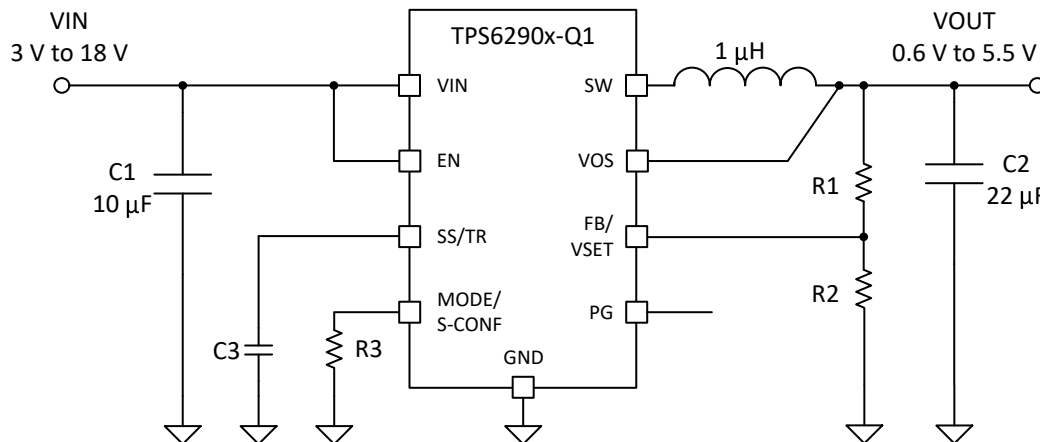 VIN
3 V to 18 V
TPS6290x-Q1
VOUT
0.6 V to 5.5 V
1 µH
VIN
SW
EN
VOS
C1
10 µF
R1
C2
22 µF
SS/TR
FB/
VSET
R2
MODE/
S-CONF
PG
C3
R3
GND